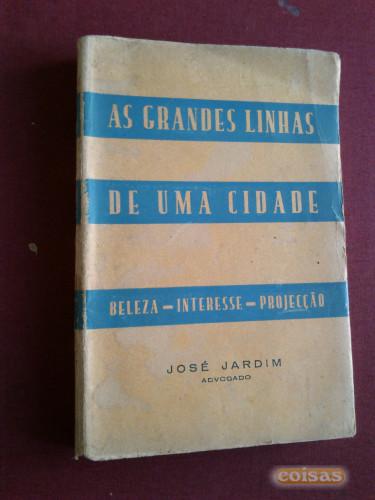 AS GRANDES LINHAS
DE UMA CIDADE
BELEZA - INTERESSE - PROJECÇÃO
JOSÉ JARDIM
ADVOGADO
coisas